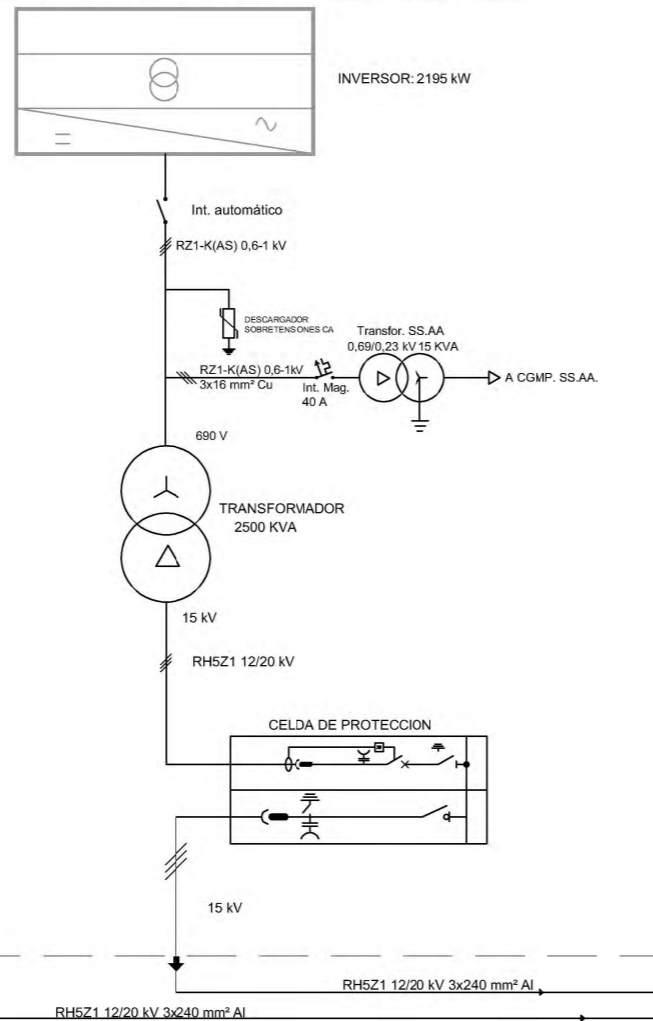 INVERSOR: 2195 kW
Int. automático
RZ1-K(AS) 0,6-1 kV
DESCARGADOR
SOBRETENSIONES CA
Transfor. SS.AA
0,69/0,23 kV 15 KVA
RZ1-K(AS) 0,6-1kV
3x16 mm² Cu
Int. Mag.
40 A
A CGMP. SS.AA.
690 V
TRANSFORMADOR
2500 KVA
15 kV
RH5Z1 12/20 kV
CELDA DE PROTECCION
15 kV
RH5Z1 12/20 kV 3x240 mm² Al
RH5Z1 12/20 kV 3x240 mm² Al